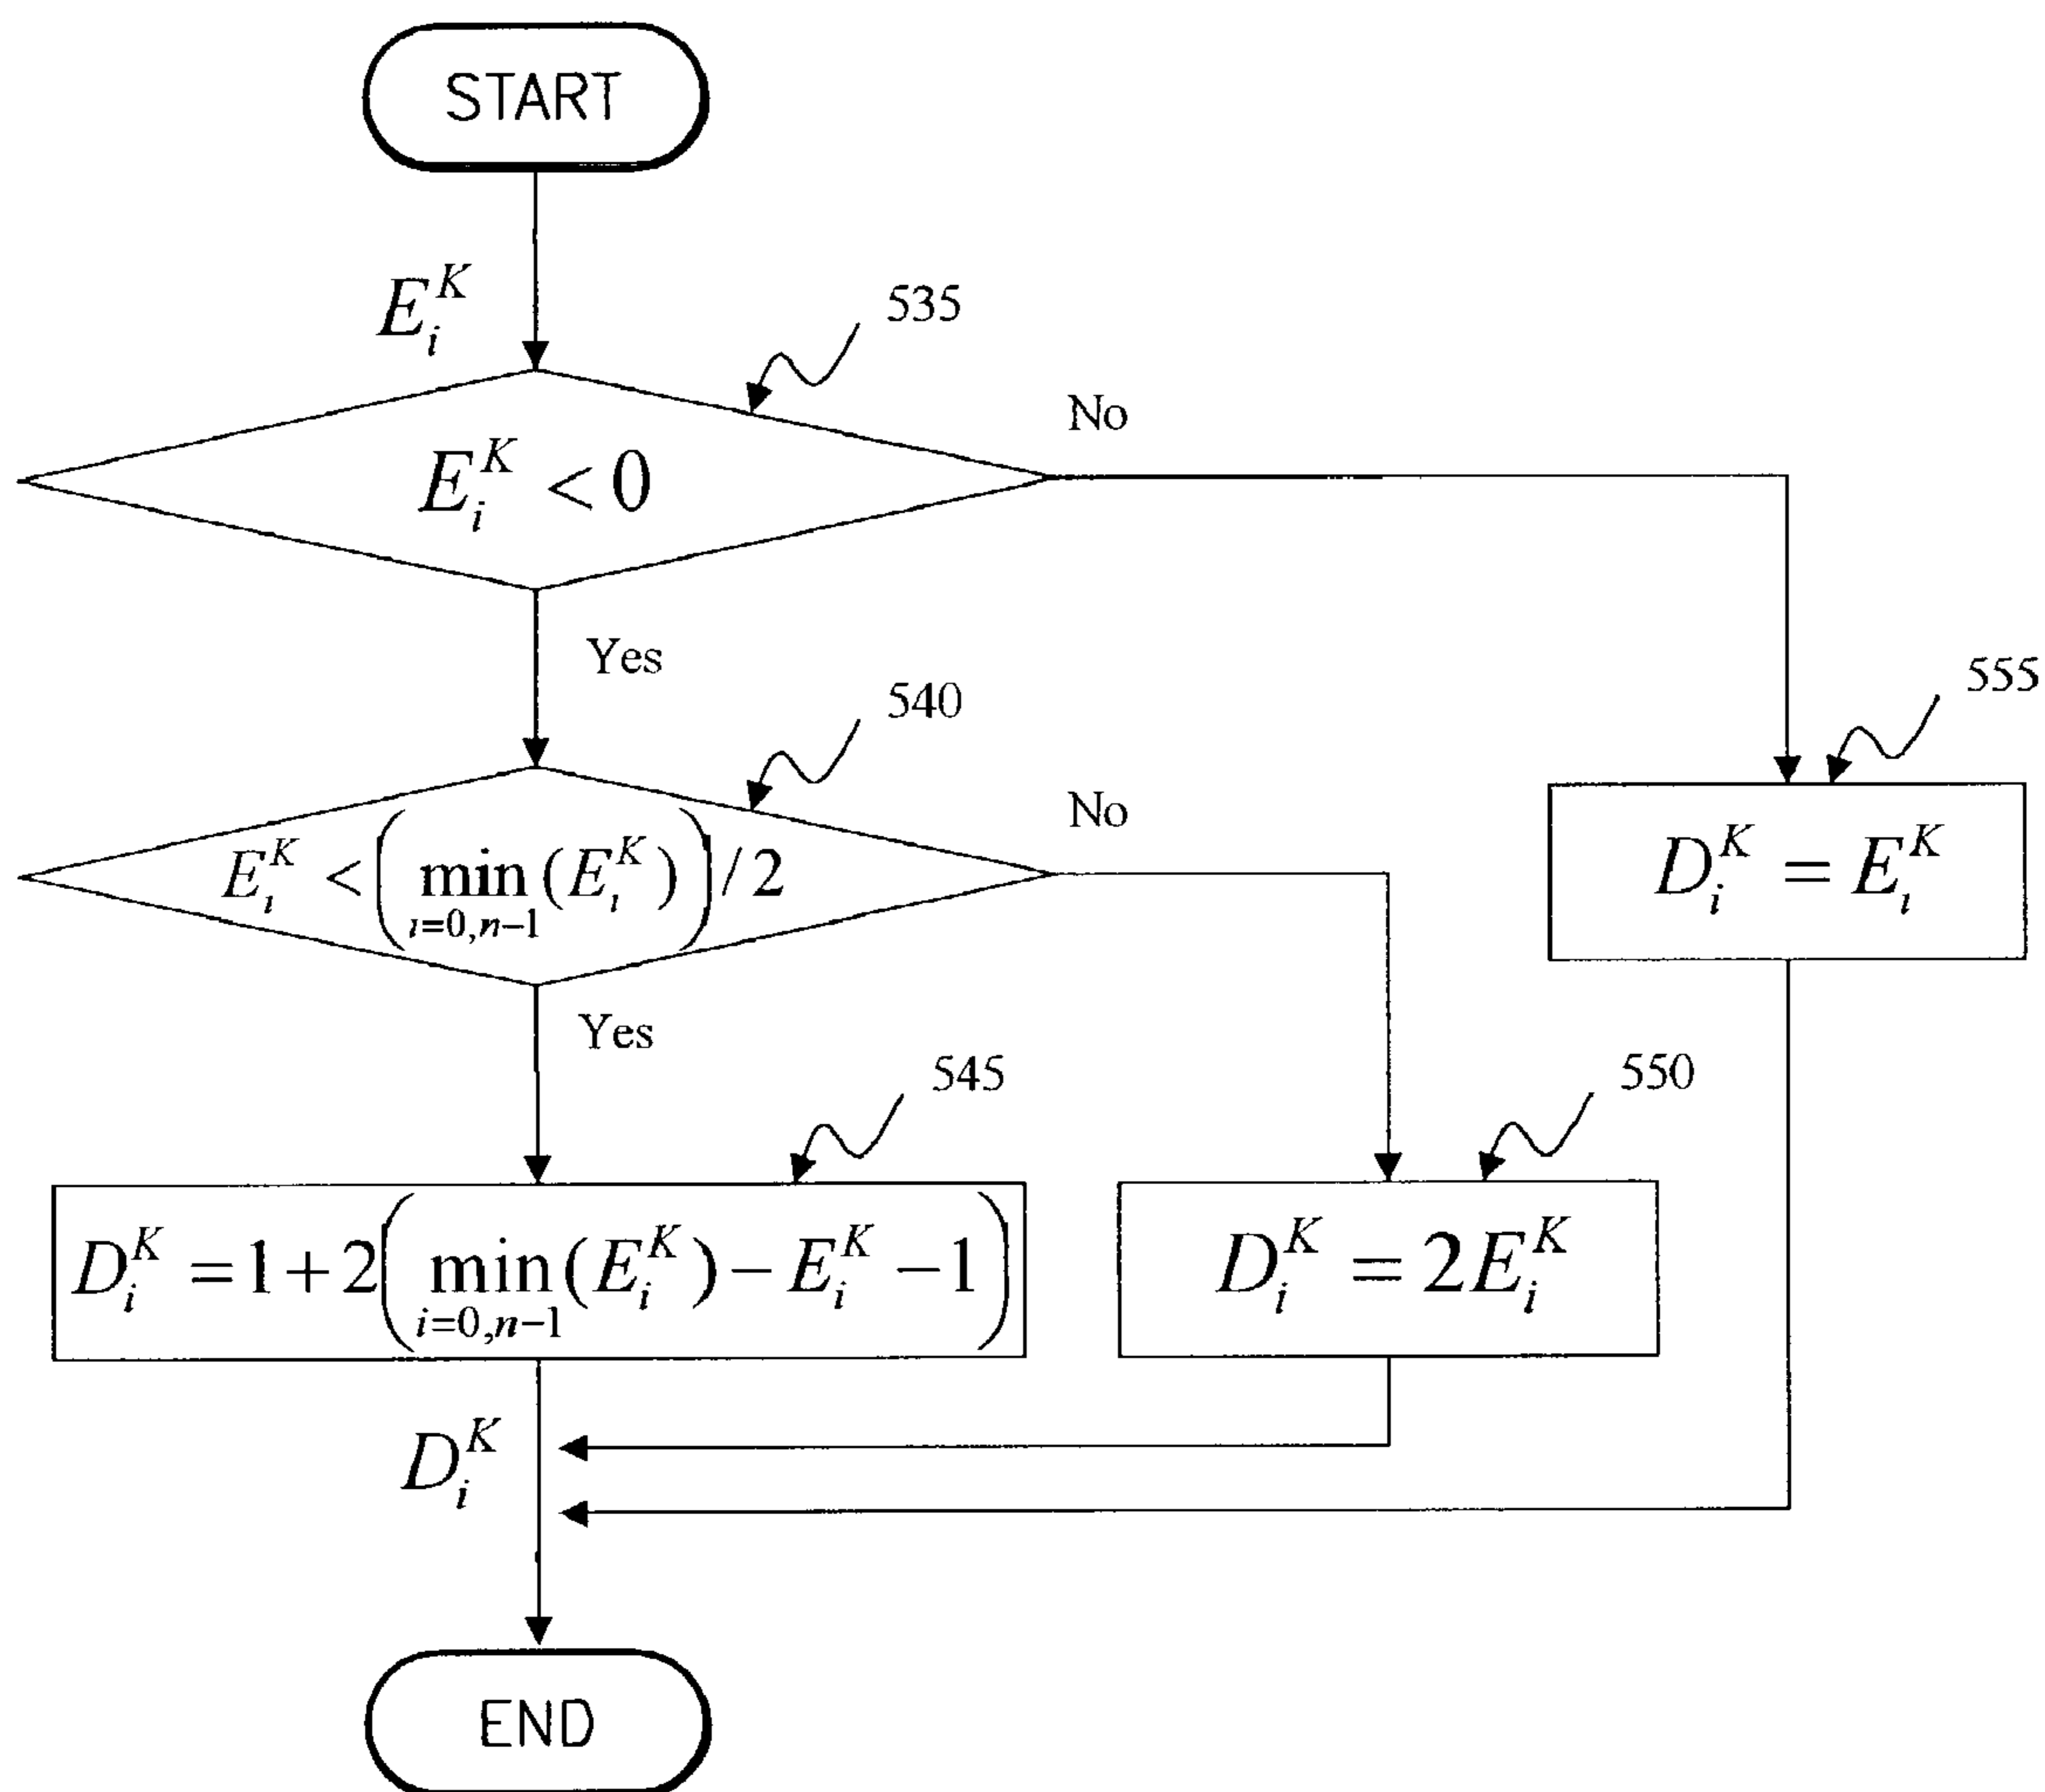 START
E_i^K
535
E_i^K < 0
No
Yes
540
555
E_i^K < ( min_{i=0,n−1} (E_i^K) ) / 2
No
D_i^K = E_i^K
Yes
545
550
D_i^K = 1 + 2( min_{i=0,n−1} (E_i^K) − E_i^K − 1 )
D_i^K = 2E_i^K
D_i^K
END